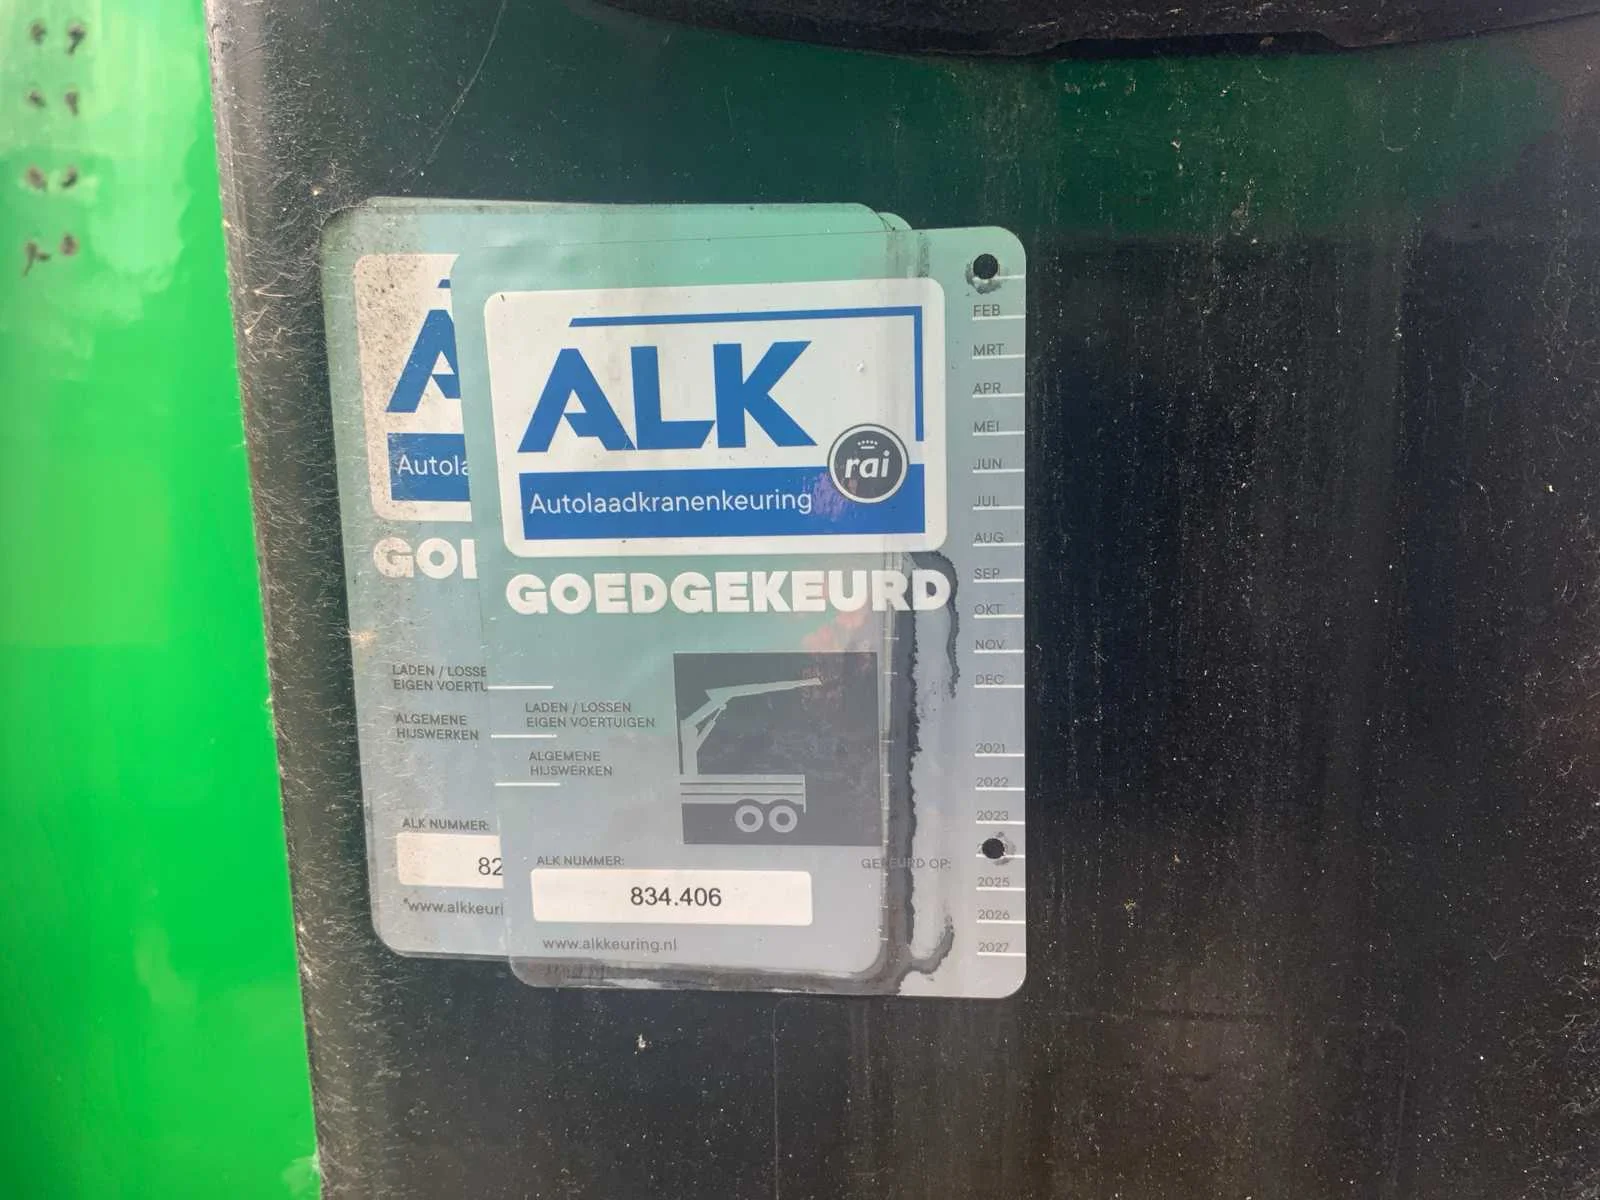 A
Autola
GOE
LADEN / LOSSE
EIGEN VOERTU
ALGEMENE
HIJSWERKEN
ALK NUMMER:
82
*www.alkkeuri
ALK
rai
Autolaadkranenkeuring
GOEDGEKEURD
LADEN / LOSSEN
EIGEN VOERTUIGEN
ALGEMENE
HIJSWERKEN
ALK NUMMER:
834.406
www.alkkeuring.nl
GEKEURD OP:
FEB
MRT
APR
MEI
JUN
JUL
AUG
SEP
OKT
NOV
DEC
2021
2022
2023
2025
2026
2027